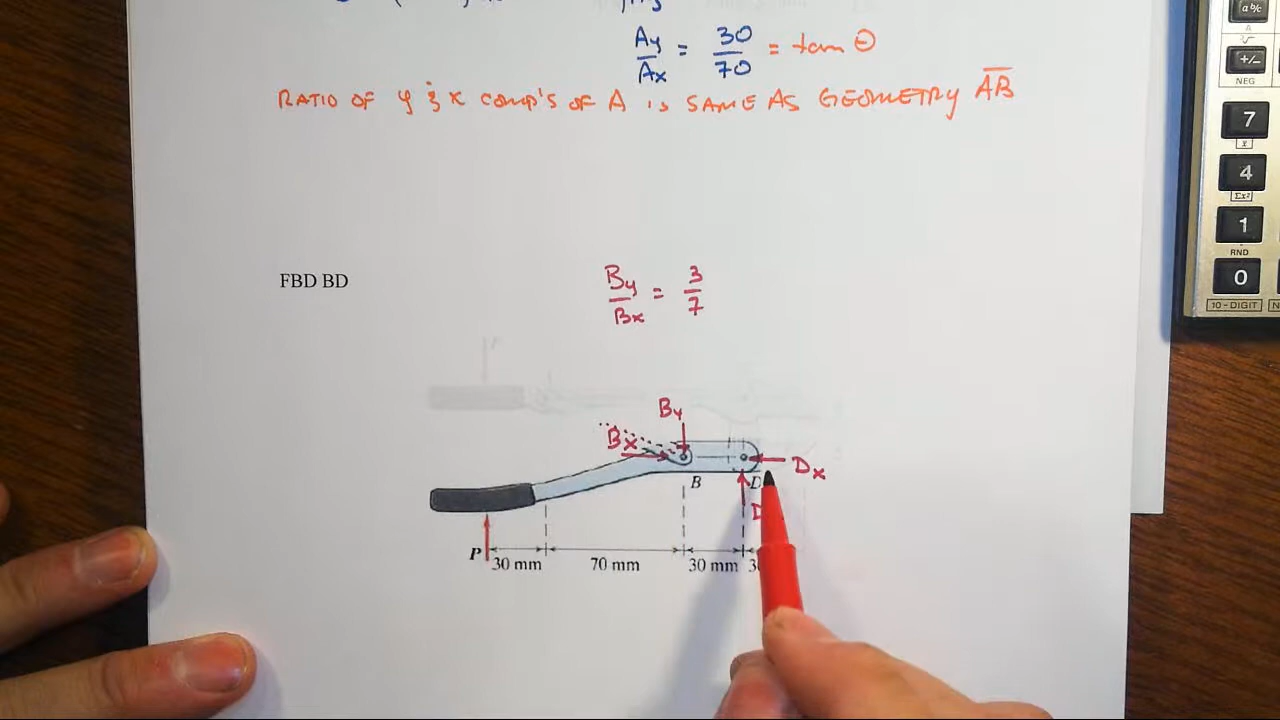 Ay/Ax = 30/70 = tan θ
RATIO OF y & x COMP'S OF A IS SAME AS GEOMETRY AB
FBD BD
By/Bx = 3/7
By
Bx
Dx
B
D
P
30 mm
70 mm
30 mm
a b/c
A
+/-
NEG
7
4
Σx²
1
RND
0
10-DIGIT